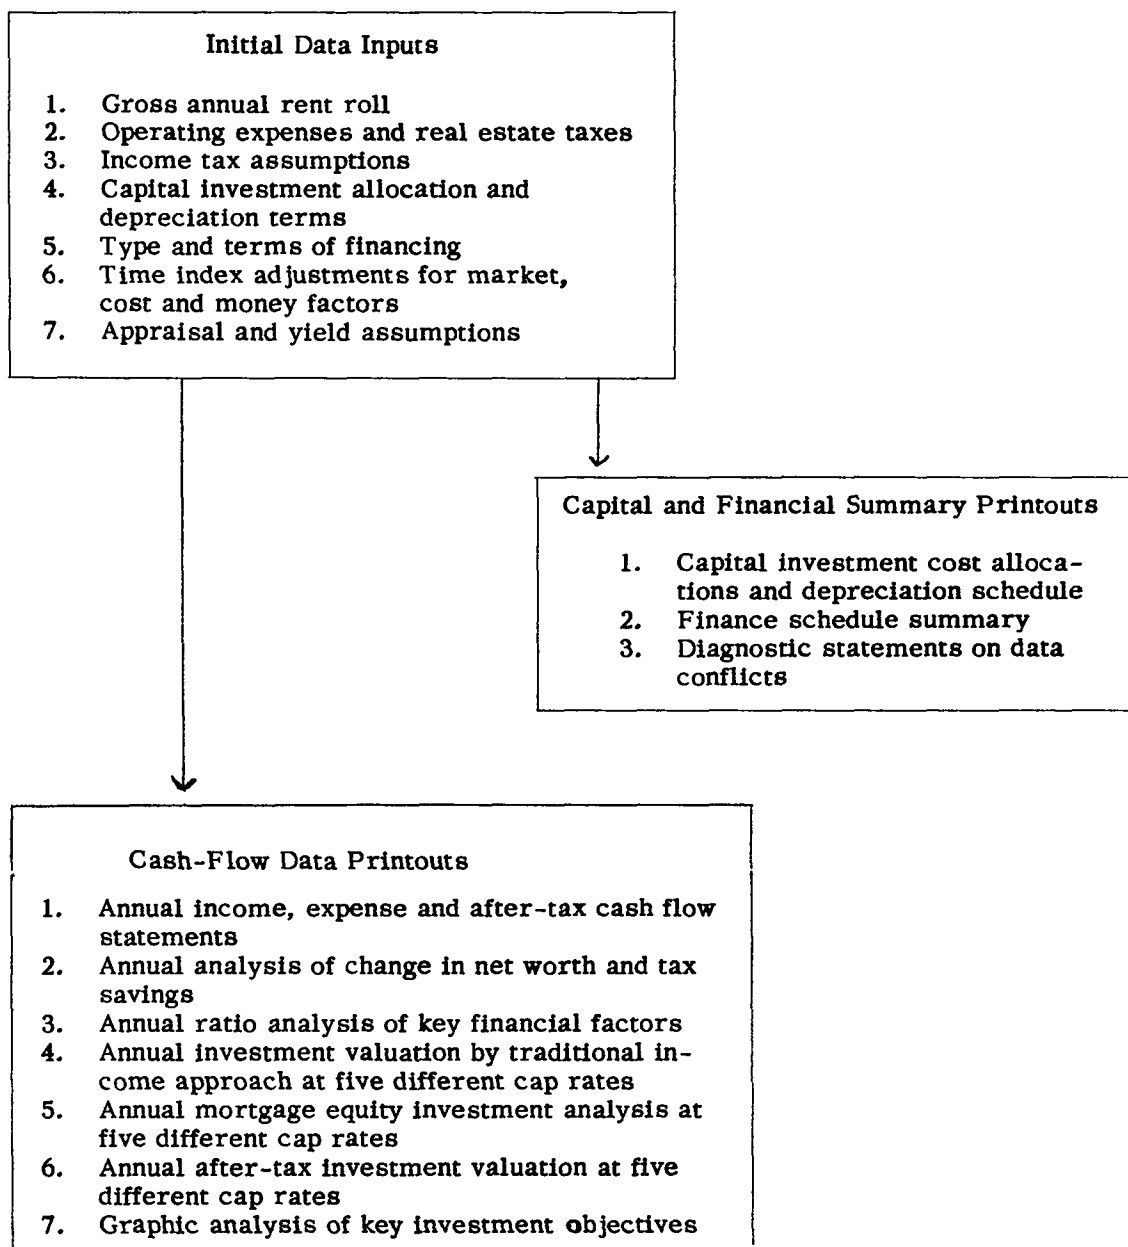 Initial Data Inputs
1. Gross annual rent roll
2. Operating expenses and real estate taxes
3. Income tax assumptions
4. Capital investment allocation and
depreciation terms
5. Type and terms of financing
6. Time index adjustments for market,
cost and money factors
7. Appraisal and yield assumptions
Capital and Financial Summary Printouts
1. Capital investment cost alloca-
tions and depreciation schedule
2. Finance schedule summary
3. Diagnostic statements on data
conflicts
Cash-Flow Data Printouts
1. Annual income, expense and after-tax cash flow
statements
2. Annual analysis of change in net worth and tax
savings
3. Annual ratio analysis of key financial factors
4. Annual investment valuation by traditional in-
come approach at five different cap rates
5. Annual mortgage equity investment analysis at
five different cap rates
6. Annual after-tax investment valuation at five
different cap rates
7. Graphic analysis of key investment objectives